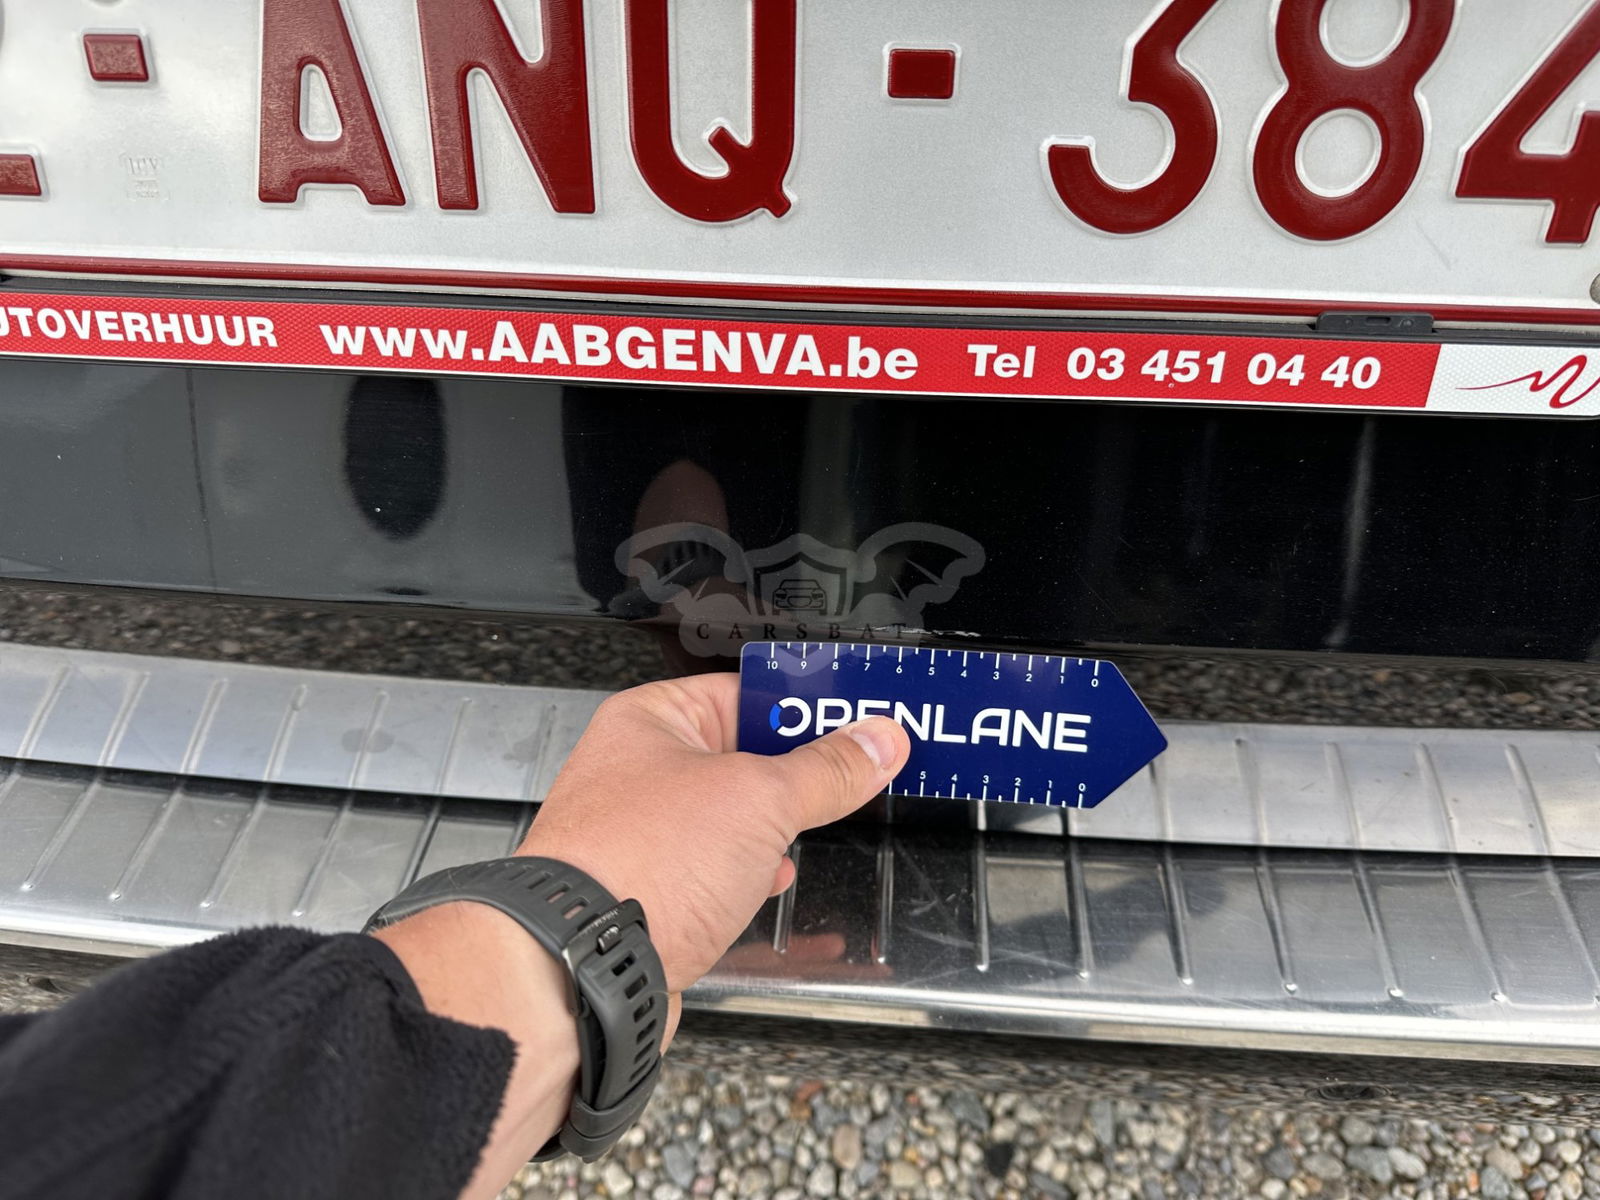 ANQ-384
UTOVERHUUR www.AABGENVA.be Tel 03 451 04 40
CARSBAT
10 9 8 7 6 5 4 3 2 1 0
OPENLANE
5 4 3 2 1 0